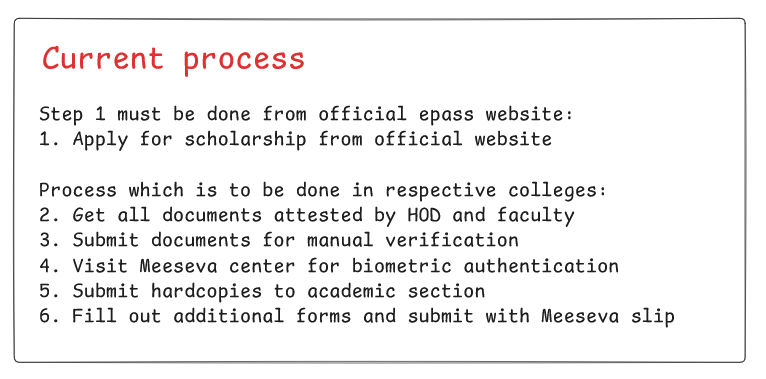 Current process
Step 1 must be done from official epass website:
1. Apply for scholarship from official website
Process which is to be done in respective colleges:
2. Get all documents attested by HOD and faculty
3. Submit documents for manual verification
4. Visit Meeseva center for biometric authentication
5. Submit hardcopies to academic section
6. Fill out additional forms and submit with Meeseva slip